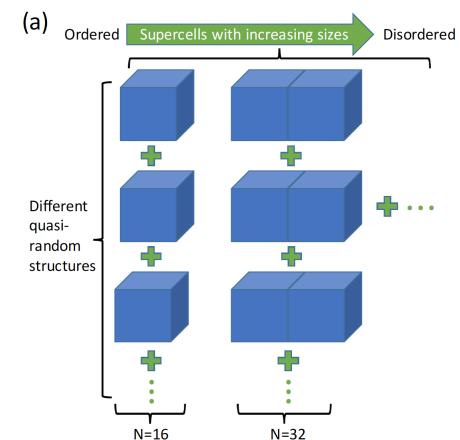 (a)
Ordered Supercells with increasing sizes Disordered
Different
quasi-
random
structures
N=16 N=32